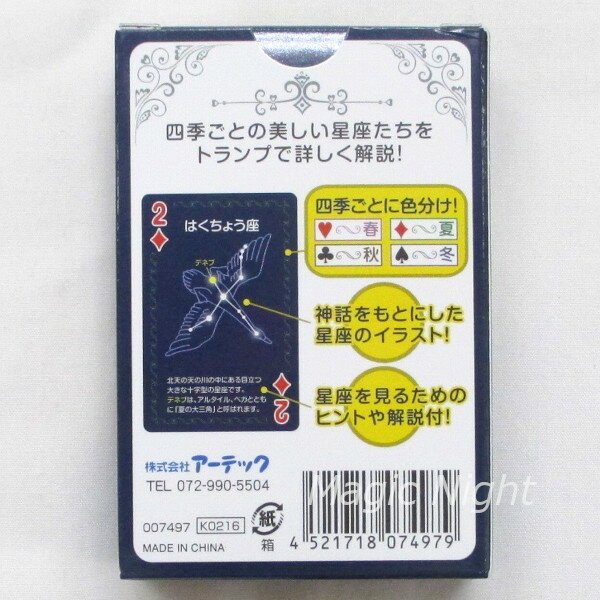 四季ごとの美しい星座たちを
トランプで詳しく解説!
2
はくちょう座
デネブ
北天の天の川の中にある目立つ
大きな十字型の星座です。
デネブは、アルタイル、ベガととも
に「夏の大三角」と呼ばれます。
2
四季ごとに色分け!
♥〜春 ♦〜夏
♣〜秋 ♠〜冬
神話をもとにした
星座のイラスト!
星座を見るための
ヒントや解説付!
株式会社 アーテック
TEL 072-990-5504
Magic Night
007497 K0216
MADE IN CHINA
紙
箱
4 521718 074979